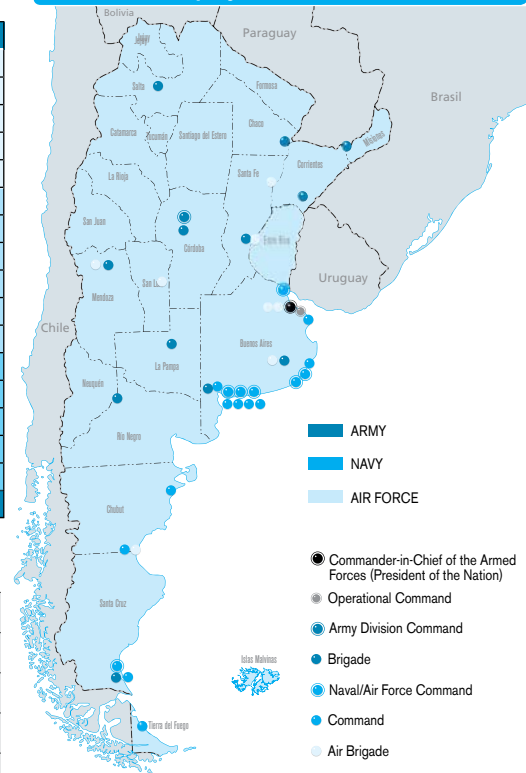 Bolivia
Paraguay
Brasil
Jujuy
Salta
Formosa
Chaco
Misiones
Catamarca
Tucumán
Santiago del Estero
Corrientes
Santa Fe
La Rioja
San Juan
Córdoba
Entre Ríos
Uruguay
Mendoza
San Luis
Chile
Buenos Aires
La Pampa
Neuquén
Río Negro
ARMY
NAVY
AIR FORCE
Chubut
Commander-in-Chief of the Armed
Forces (President of the Nation)
Operational Command
Santa Cruz
Army Division Command
Brigade
Islas Malvinas
Naval/Air Force Command
Command
Tierra del Fuego
Air Brigade